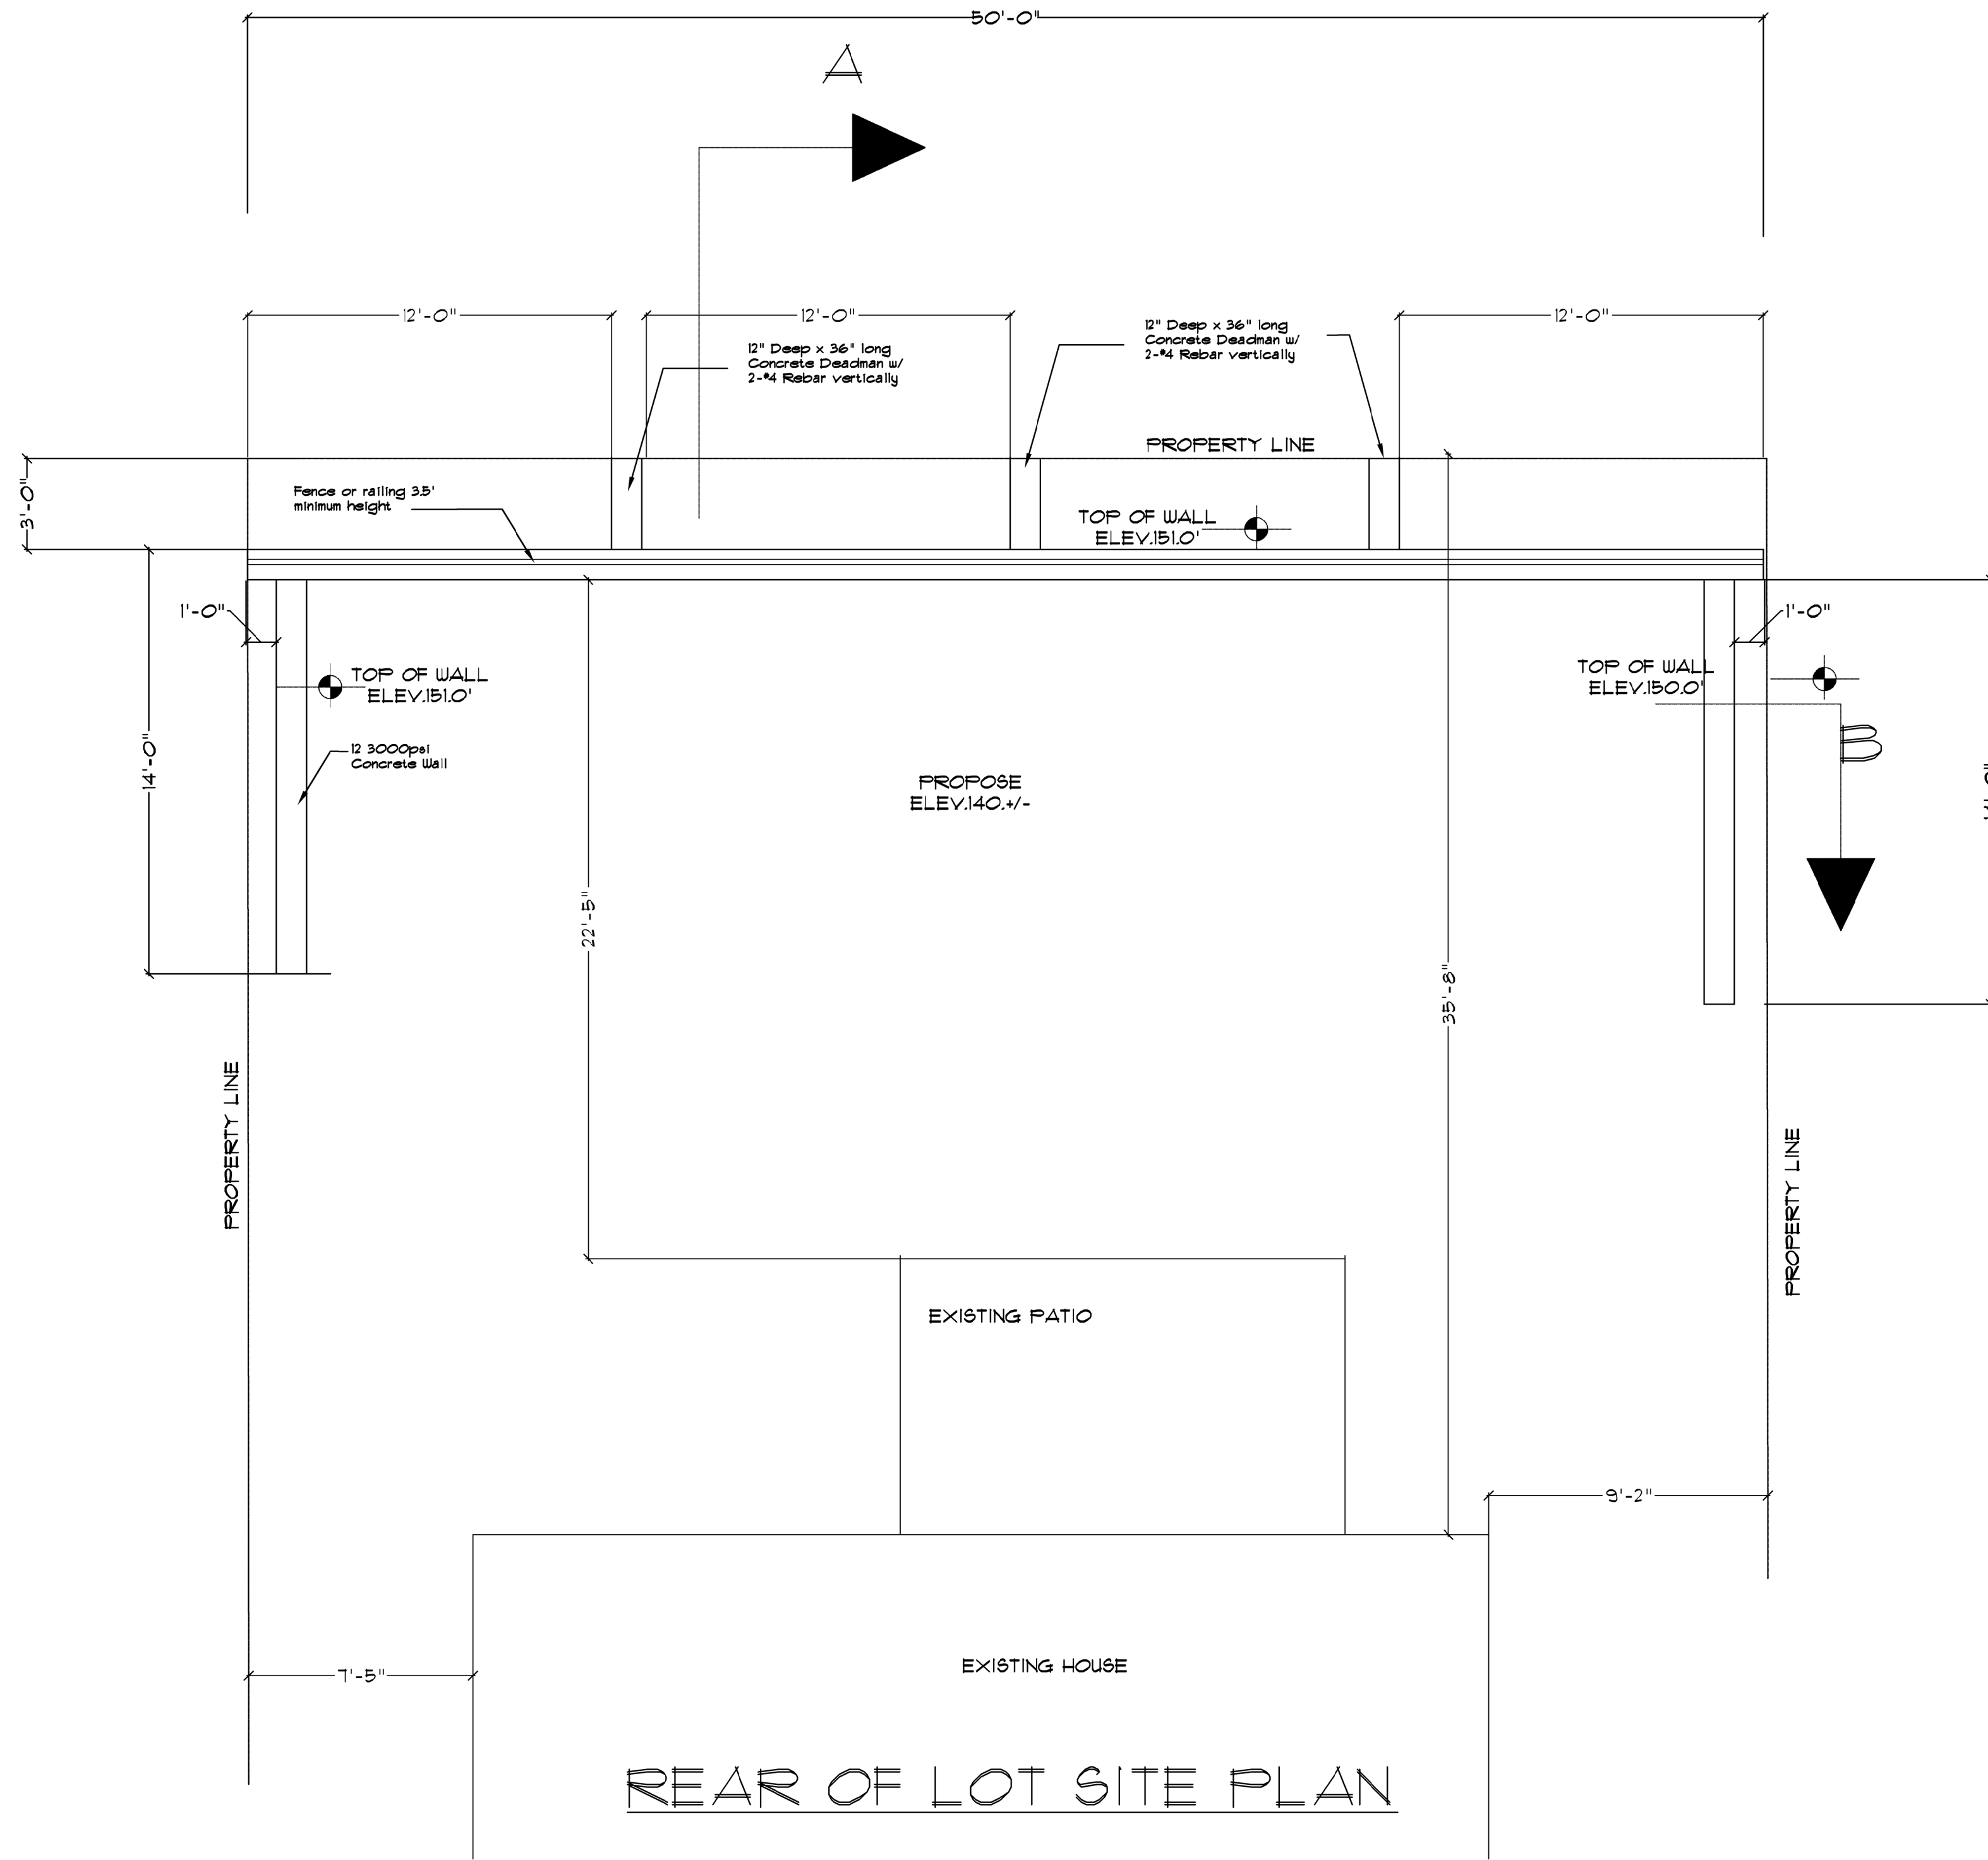 50'-0"
A
12'-0"
12'-0"
12'-0"
12" Deep x 36" long
Concrete Deadman w/
2-#4 Rebar vertically
12" Deep x 36" long
Concrete Deadman w/
2-#4 Rebar vertically
PROPERTY LINE
3'-0"
Fence or railing 3.5'
minimum height
TOP OF WALL
ELEV.151.0'
1'-0"
1'-0"
TOP OF WALL
ELEV.151.0'
TOP OF WALL
ELEV.150.0'
B
14'-0"
12 3000psi
Concrete Wall
PROPOSE
ELEV.140.+/-
22'-5"
35'-8"
PROPERTY LINE
PROPERTY LINE
EXISTING PATIO
9'-2"
7'-5"
EXISTING HOUSE
REAR OF LOT SITE PLAN